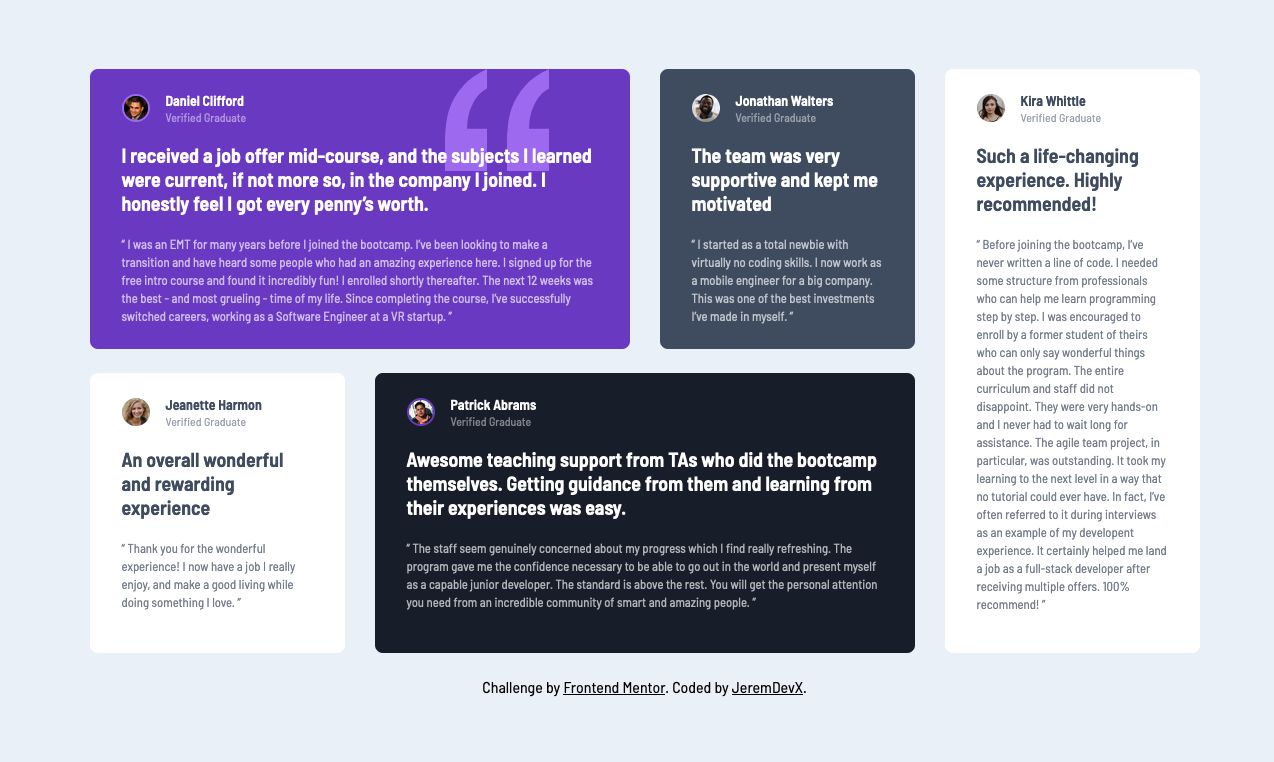 Daniel Clifford
Verified Graduate
I received a job offer mid-course, and the subjects I learned
were current, if not more so, in the company I joined. I
honestly feel I got every penny’s worth.
“ I was an EMT for many years before I joined the bootcamp. I’ve been looking to make a
transition and have heard some people who had an amazing experience here. I signed up for the
free intro course and found it incredibly fun! I enrolled shortly thereafter. The next 12 weeks was
the best - and most grueling - time of my life. Since completing the course, I’ve successfully
switched careers, working as a Software Engineer at a VR startup. ”
Jonathan Walters
Verified Graduate
The team was very
supportive and kept me
motivated
“ I started as a total newbie with
virtually no coding skills. I now work as
a mobile engineer for a big company.
This was one of the best investments
I’ve made in myself. ”
Kira Whittle
Verified Graduate
Such a life-changing
experience. Highly
recommended!
“ Before joining the bootcamp, I’ve
never written a line of code. I needed
some structure from professionals
who can help me learn programming
step by step. I was encouraged to
enroll by a former student of theirs
who can only say wonderful things
about the program. The entire
curriculum and staff did not
disappoint. They were very hands-on
and I never had to wait long for
assistance. The agile team project, in
particular, was outstanding. It took my
learning to the next level in a way that
no tutorial could ever have. In fact, I’ve
often referred to it during interviews
as an example of my developent
experience. It certainly helped me land
a job as a full-stack developer after
receiving multiple offers. 100%
recommend! ”
Jeanette Harmon
Verified Graduate
An overall wonderful
and rewarding
experience
“ Thank you for the wonderful
experience! I now have a job I really
enjoy, and make a good living while
doing something I love. ”
Patrick Abrams
Verified Graduate
Awesome teaching support from TAs who did the bootcamp
themselves. Getting guidance from them and learning from
their experiences was easy.
“ The staff seem genuinely concerned about my progress which I find really refreshing. The
program gave me the confidence necessary to be able to go out in the world and present myself
as a capable junior developer. The standard is above the rest. You will get the personal attention
you need from an incredible community of smart and amazing people. ”
Challenge by Frontend Mentor. Coded by JeremDevX.